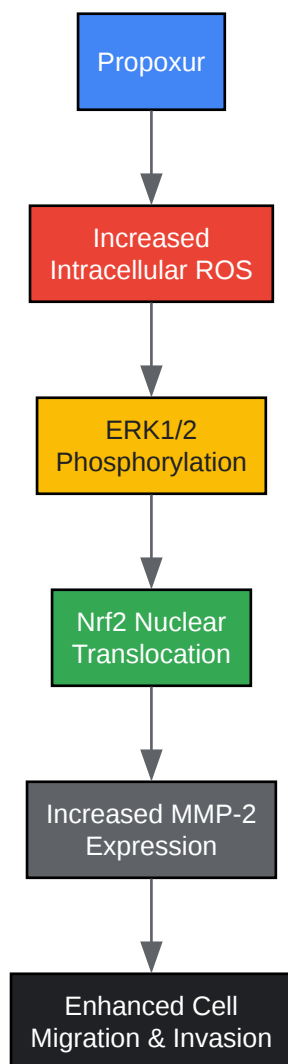 Propoxur
Increased
Intracellular ROS
ERK1/2
Phosphorylation
Nrf2 Nuclear
Translocation
Increased MMP-2
Expression
Enhanced Cell
Migration & Invasion